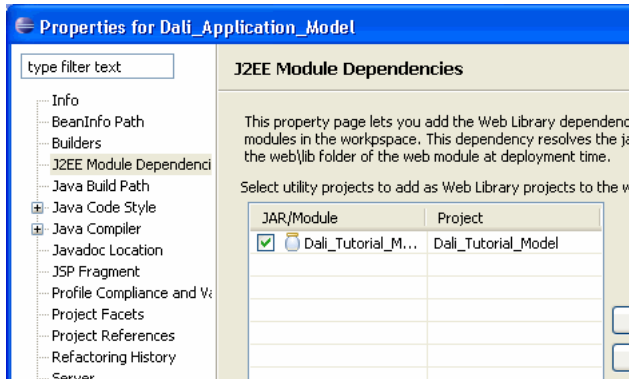 Properties for Dali_Application_Model
type filter text
Info
BeanInfo Path
Builders
J2EE Module Dependenci
Java Build Path
Java Code Style
Java Compiler
Javadoc Location
JSP Fragment
Profile Compliance and Va
Project Facets
Project References
Refactoring History
Server
J2EE Module Dependencies
This property page lets you add the Web Library dependenc
modules in the workpspace. This dependency resolves the ja
the web\lib folder of the web module at deployment time.
Select utility projects to add as Web Library projects to the w
JAR/Module Project
Dali_Tutorial_M... Dali_Tutorial_Model